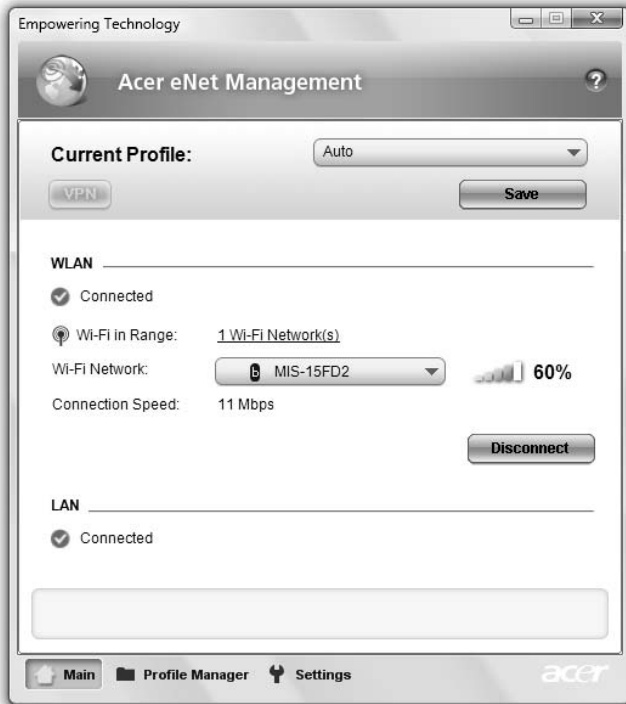 Empowering Technology
Acer eNet Management ?
Current Profile: Auto
VPN Save
WLAN
Connected
Wi-Fi in Range: 1 Wi-Fi Network(s)
Wi-Fi Network: b MIS-15FD2 60%
Connection Speed: 11 Mbps
Disconnect
LAN
Connected
Main Profile Manager Settings acer